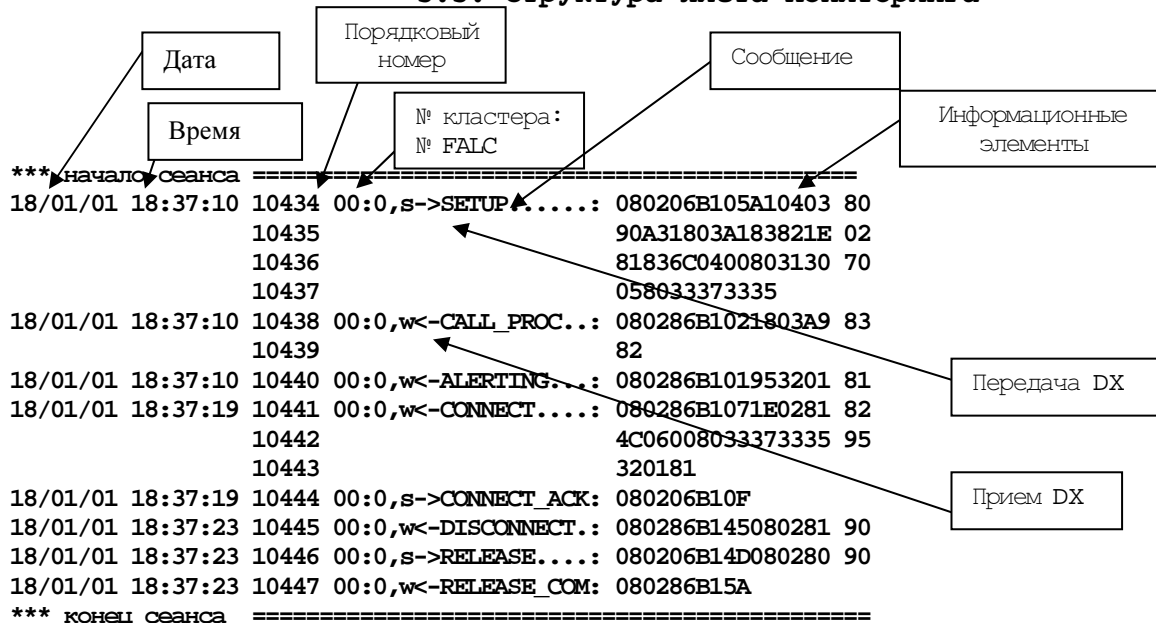 Порядковый
номер
Дата
Сообщение
№ кластера:
№ FALC
Время
Информационные
элементы
*** начало сеанса =============================================
18/01/01 18:37:10 10434 00:0,s->SETUP......: 080206B105A10403 80
10435 90A31803A183821E 02
10436 81836C0400803130 70
10437 058033373335
18/01/01 18:37:10 10438 00:0,w<-CALL_PROC..: 080286B1021803A9 83
10439 82
18/01/01 18:37:10 10440 00:0,w<-ALERTING...: 080286B101953201 81
18/01/01 18:37:19 10441 00:0,w<-CONNECT....: 080286B1071E0281 82
10442 4C06008033373335 95
10443 320181
18/01/01 18:37:19 10444 00:0,s->CONNECT_ACK: 080206B10F
18/01/01 18:37:23 10445 00:0,w<-DISCONNECT.: 080286B145080281 90
18/01/01 18:37:23 10446 00:0,s->RELEASE....: 080206B14D080280 90
18/01/01 18:37:23 10447 00:0,w<-RELEASE_COM: 080286B15A
*** конец сеанса ==============================================
Передача DX
Прием DX